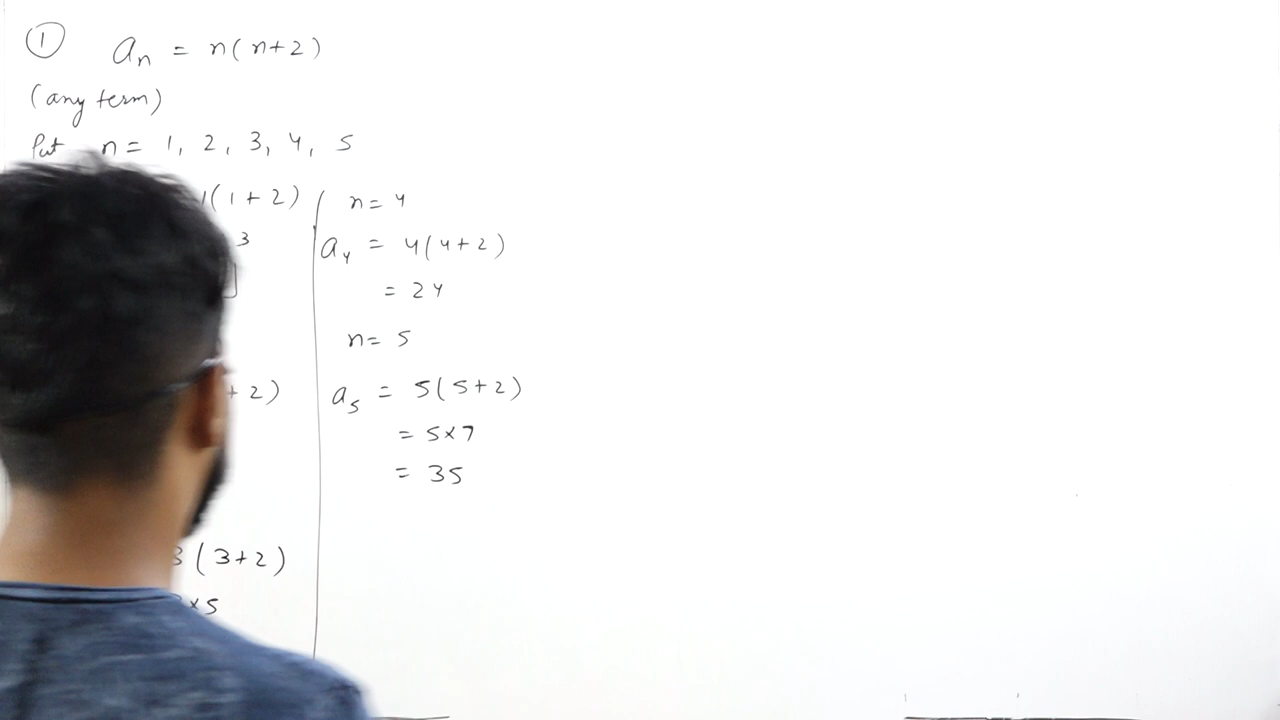 ① aₙ = n(n+2)
(any term)
Put n = 1, 2, 3, 4, 5
1(1+2)
3
+2)
3(3+2)
×5
n = 4
a₄ = 4(4+2)
= 24
n = 5
a₅ = 5(5+2)
= 5×7
= 35